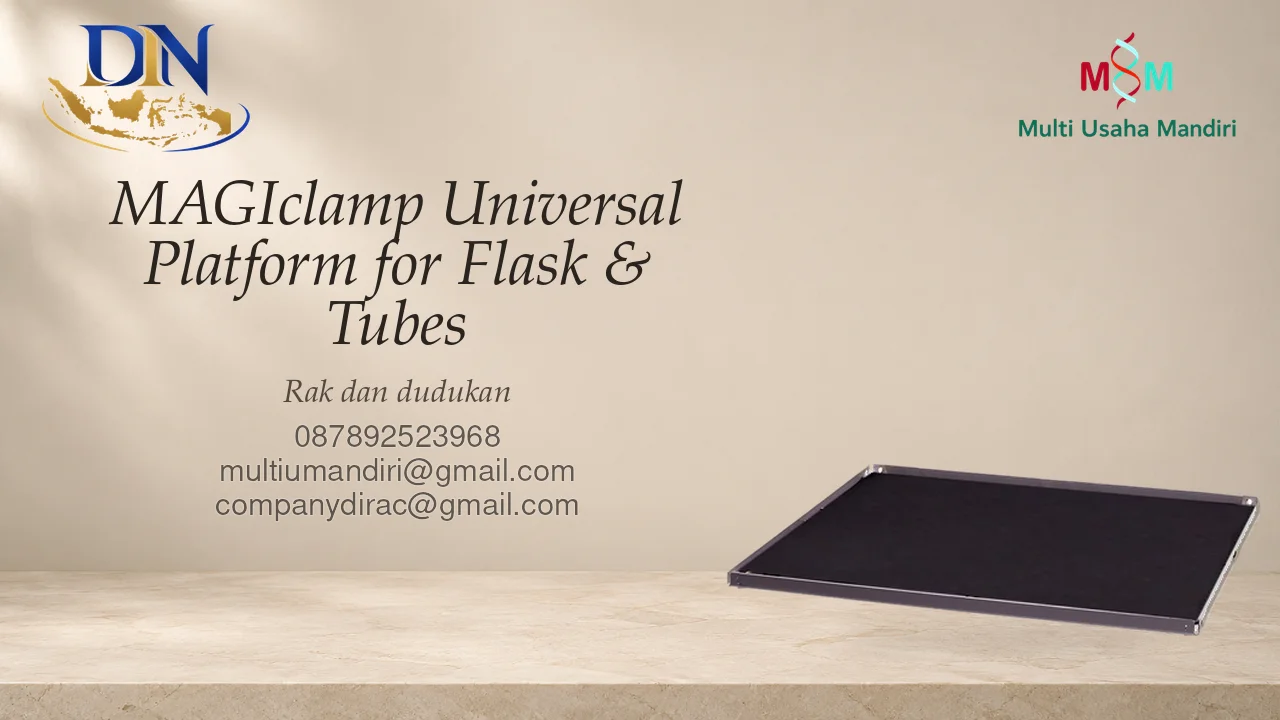 DN
M M
Multi Usaha Mandiri
MAGIclamp Universal
Platform for Flask &
Tubes
Rak dan dudukan
087892523968
multiumandiri@gmail.com
companydirac@gmail.com